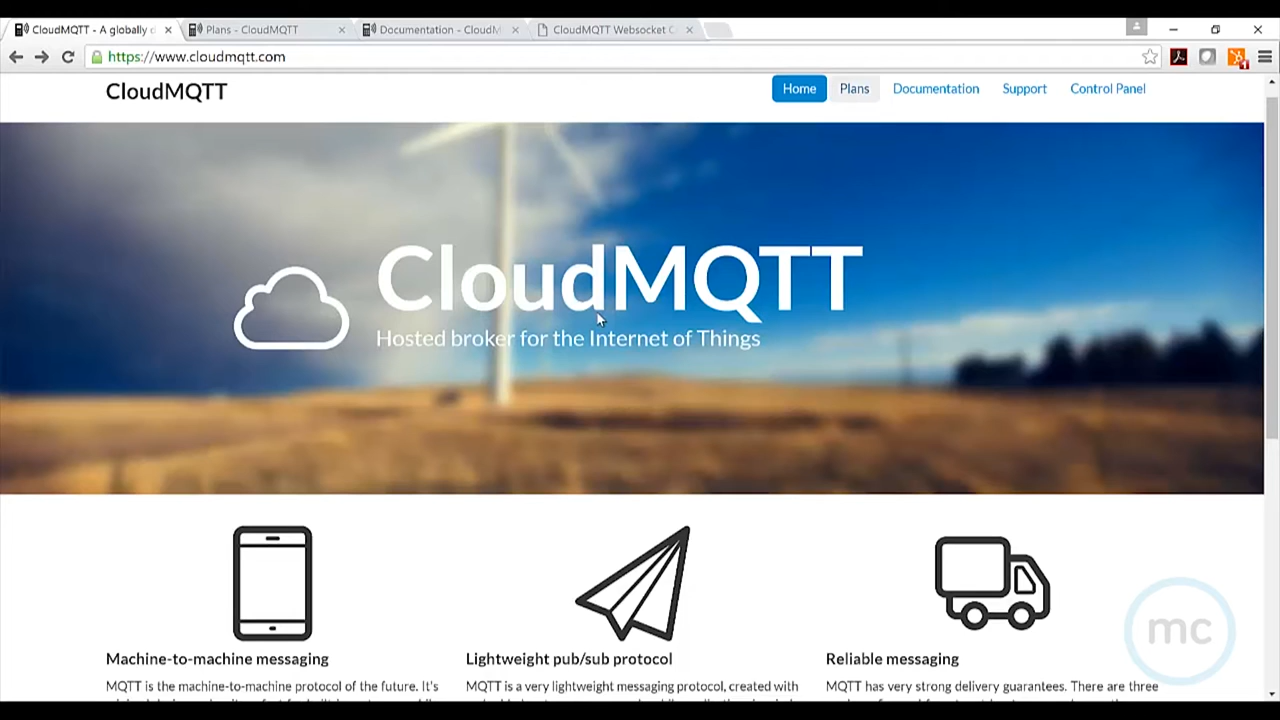 CloudMQTT - A globally d
Plans - CloudMQTT
Documentation - CloudM
CloudMQTT Websocket C
https://www.cloudmqtt.com
CloudMQTT
Home
Plans
Documentation
Support
Control Panel
CloudMQTT
Hosted broker for the Internet of Things
Machine-to-machine messaging
Lightweight pub/sub protocol
Reliable messaging
MQTT is the machine-to-machine protocol of the future. It's
MQTT is a very lightweight messaging protocol, created with
MQTT has very strong delivery guarantees. There are three
mc